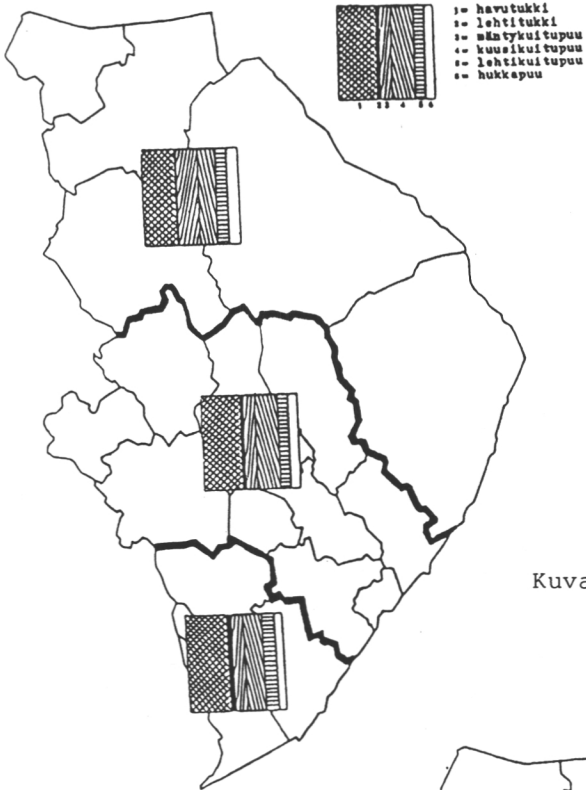 1= havutukki
2= lehtitukki
3= mäntykuitupuu
4= kuusikuitupuu
5= lehtikuitupuu
6= hukkapuu
1 2 3 4 5 6
Kuva